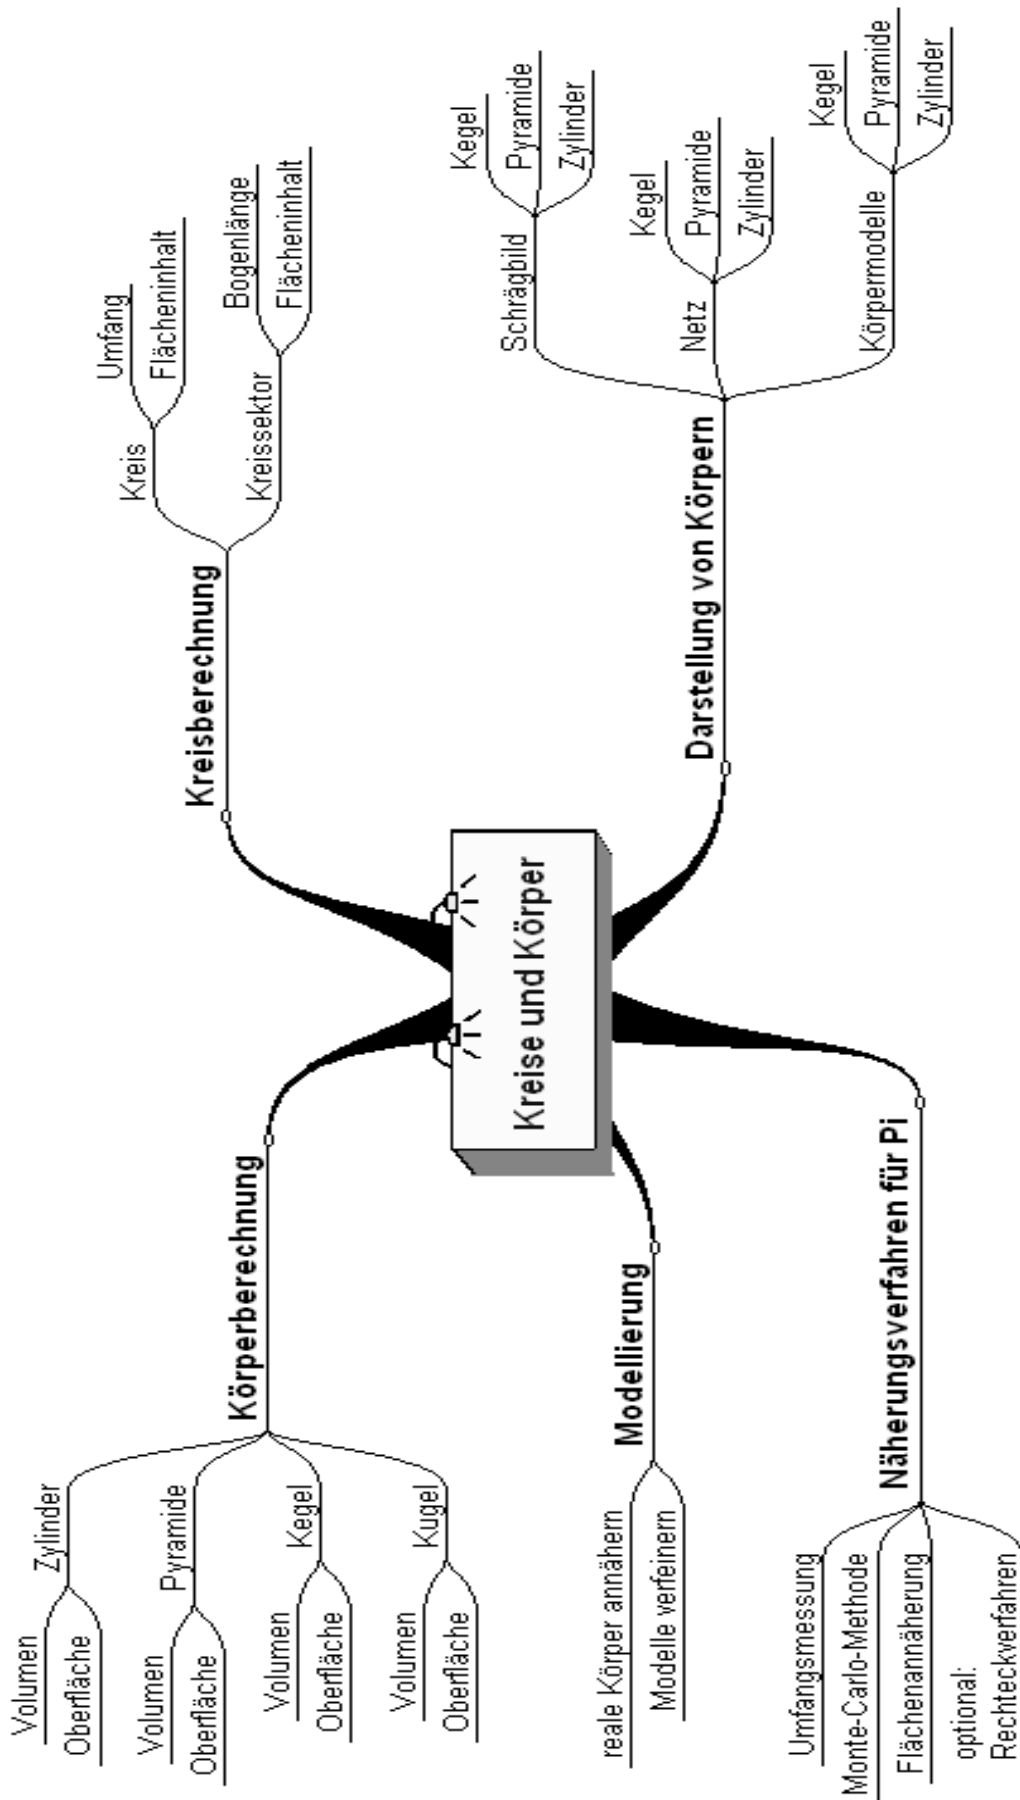 Kreise und Körper
Körperberechnung
Zylinder
Volumen
Oberfläche
Pyramide
Volumen
Oberfläche
Kegel
Volumen
Oberfläche
Kugel
Volumen
Oberfläche
Modellierung
reale Körper annähern
Modelle verfeinern
Näherungsverfahren für Pi
Umfangsmessung
Monte-Carlo-Methode
Flächenannäherung
optional:
Rechteckverfahren
Kreisberechnung
Kreis
Umfang
Flächeninhalt
Kreissektor
Bogenlänge
Flächeninhalt
Darstellung von Körpern
Schrägbild
Kegel
Pyramide
Zylinder
Netz
Kegel
Pyramide
Zylinder
Körpermodelle
Kegel
Pyramide
Zylinder